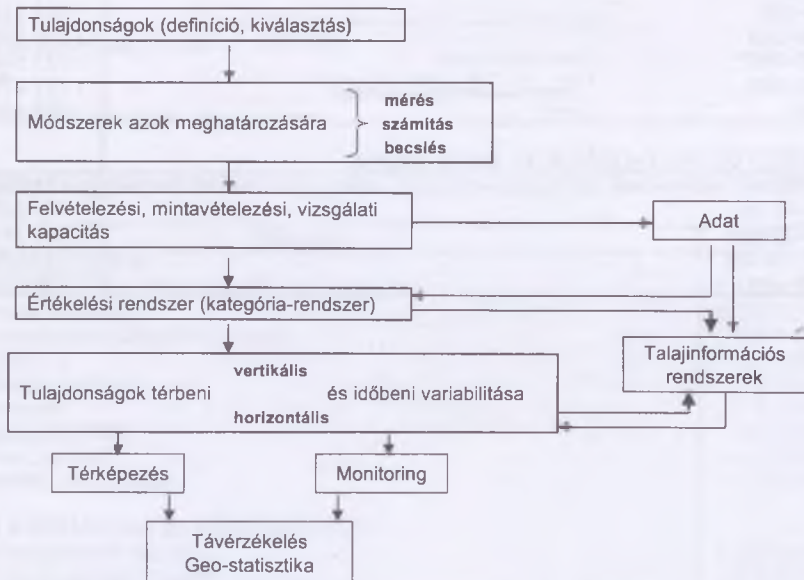 Tulajdonságok (definíció, kiválasztás)
Módszerek azok meghatározására
mérés
számítás
becslés
Felvételezési, mintavételezési, vizsgálati
kapacitás
Adat
Értékelési rendszer (kategória-rendszer)
Talajinformációs
rendszerek
vertikális
Tulajdonságok térbeni és időbeni variabilitása
horizontális
Térképezés
Monitoring
Távérzékelés
Geo-statisztika